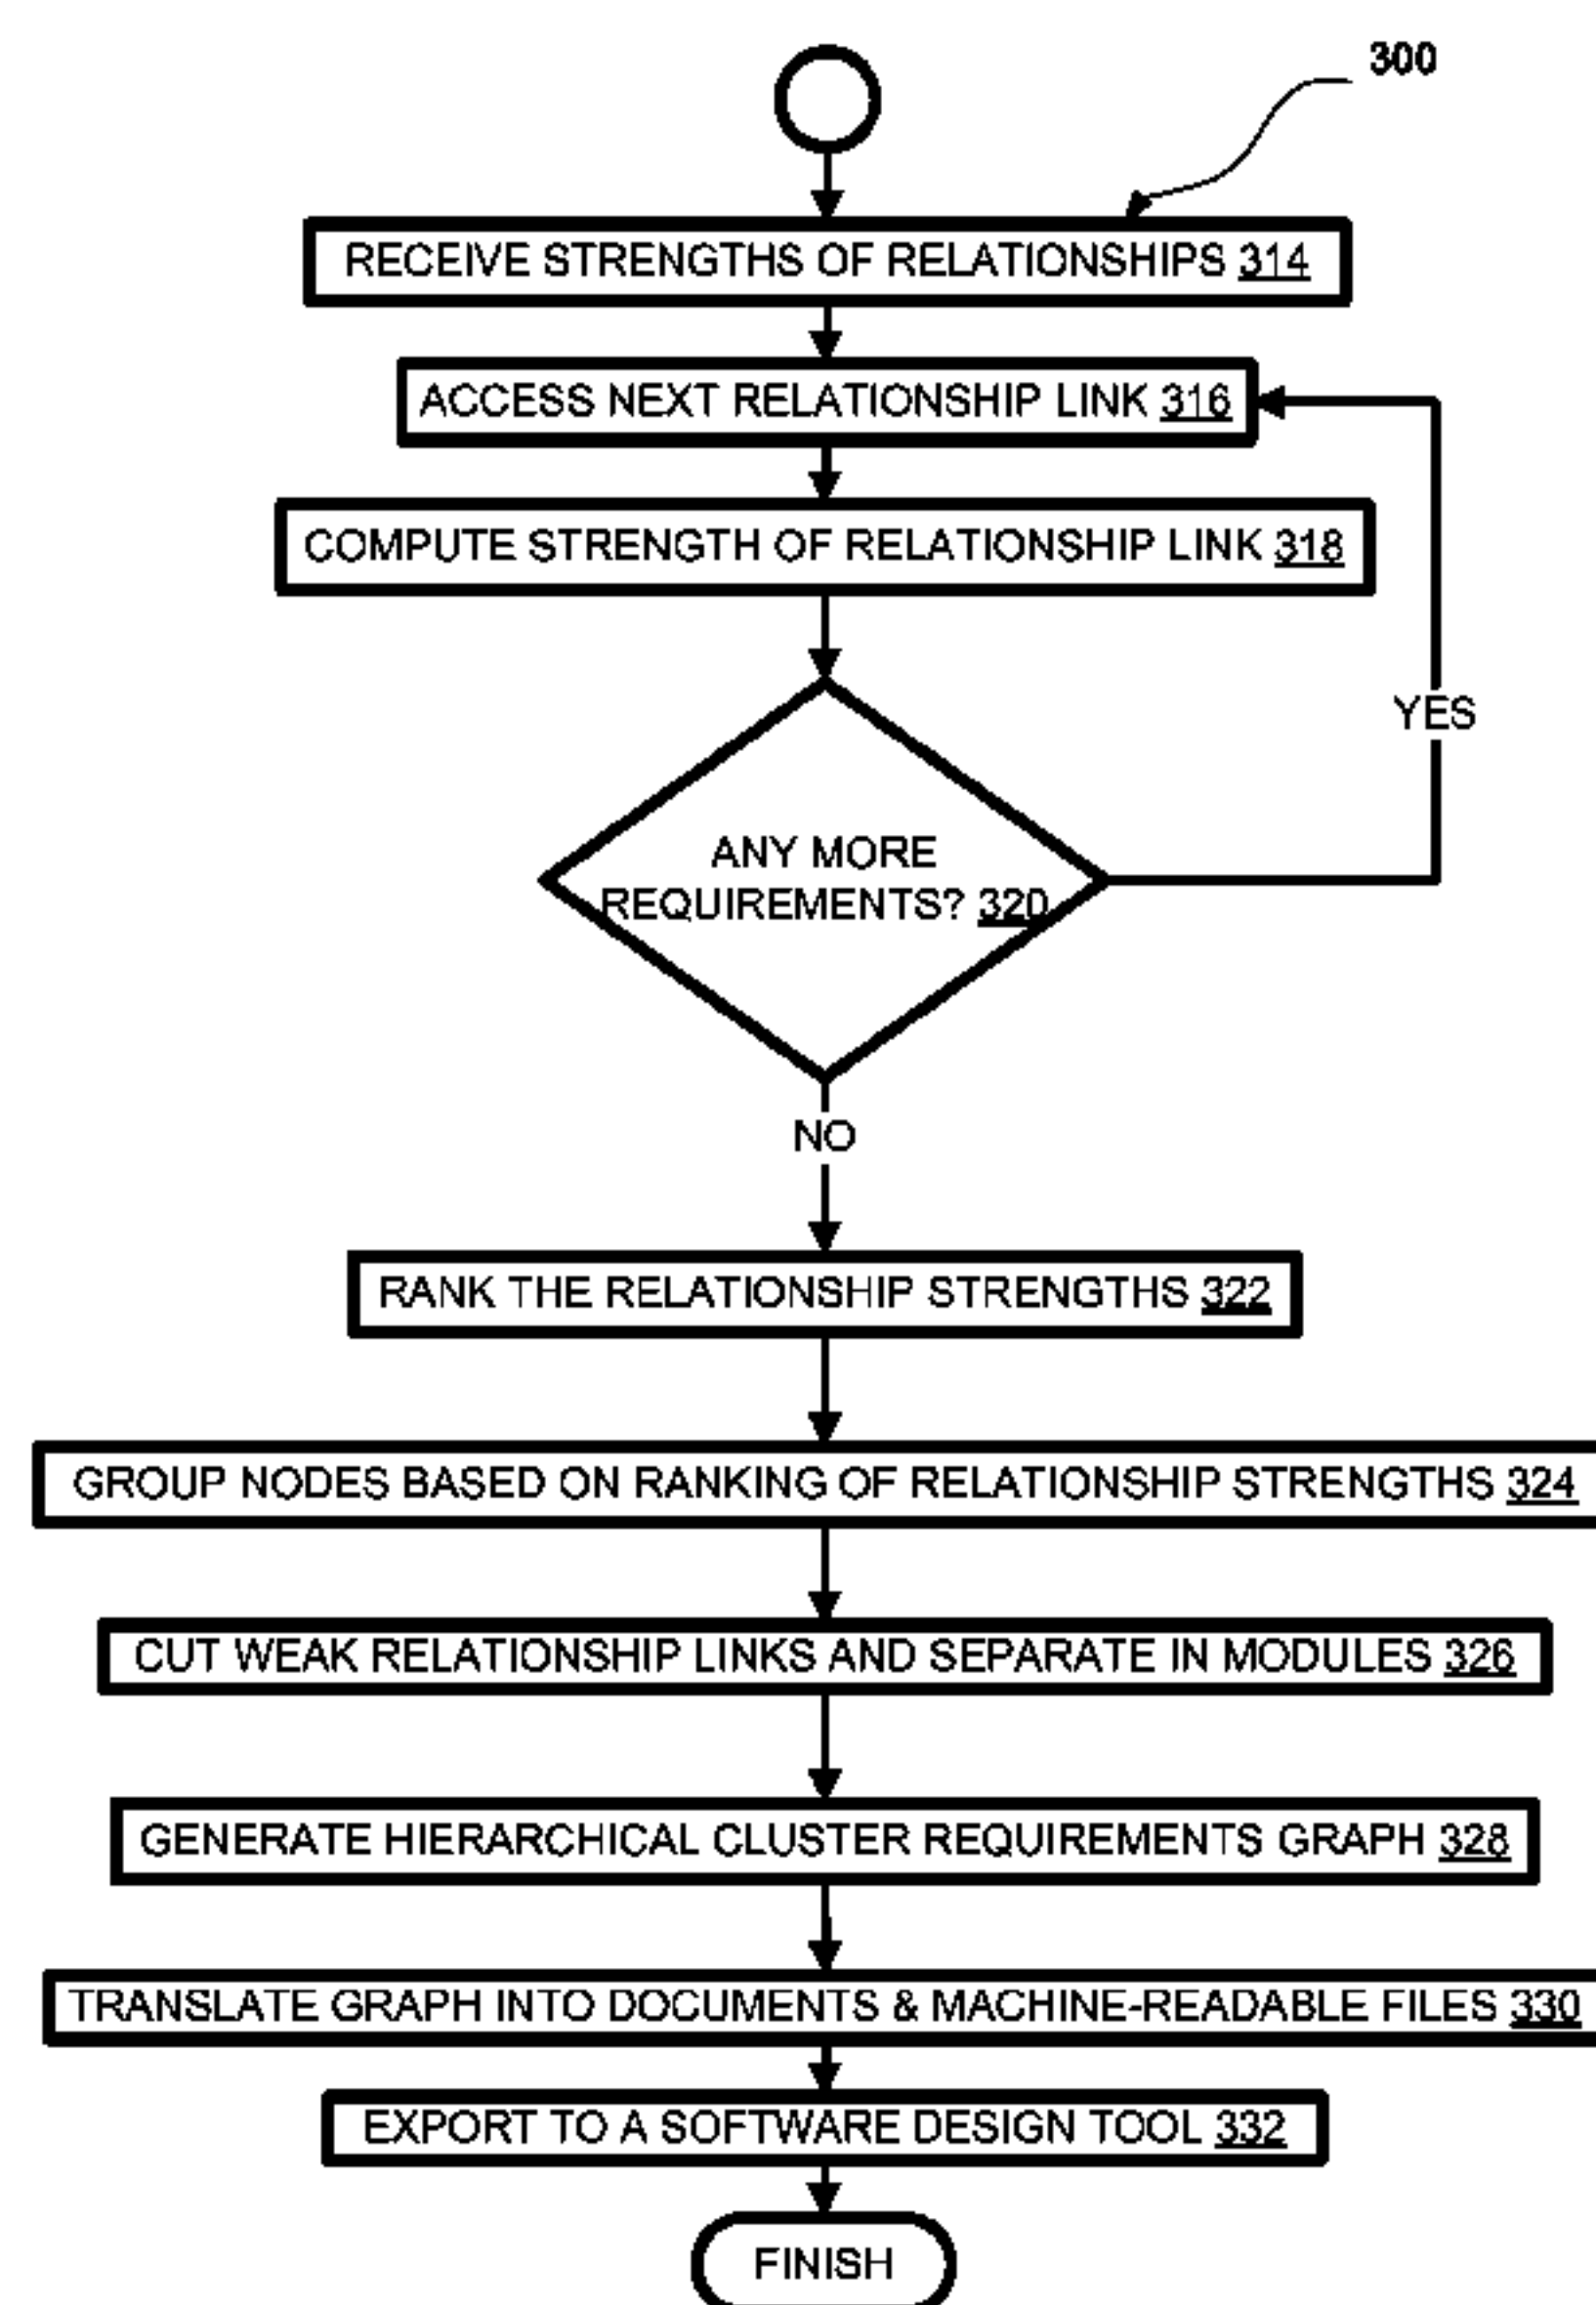 300
RECEIVE STRENGTHS OF RELATIONSHIPS 314
ACCESS NEXT RELATIONSHIP LINK 316
COMPUTE STRENGTH OF RELATIONSHIP LINK 318
YES
ANY MORE
REQUIREMENTS? 320
NO
RANK THE RELATIONSHIP STRENGTHS 322
GROUP NODES BASED ON RANKING OF RELATIONSHIP STRENGTHS 324
CUT WEAK RELATIONSHIP LINKS AND SEPARATE IN MODULES 326
GENERATE HIERARCHICAL CLUSTER REQUIREMENTS GRAPH 328
TRANSLATE GRAPH INTO DOCUMENTS & MACHINE-READABLE FILES 330
EXPORT TO A SOFTWARE DESIGN TOOL 332
FINISH